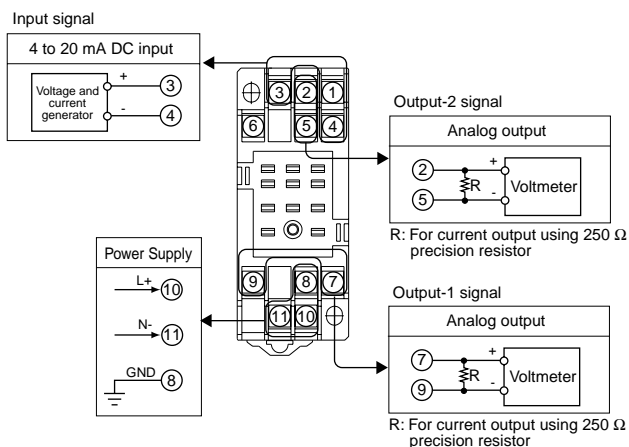 Input signal
4 to 20 mA DC input
Voltage and
current
generator
+
-
3
4
3 2 1
6 5 4
9 8 7
11 10
Output-2 signal
Analog output
2
5
R
+
-
Voltmeter
R: For current output using 250 Ω
precision resistor
Power Supply
L+ 10
N- 11
GND 8
Output-1 signal
Analog output
7
9
R
+
-
Voltmeter
R: For current output using 250 Ω
precision resistor